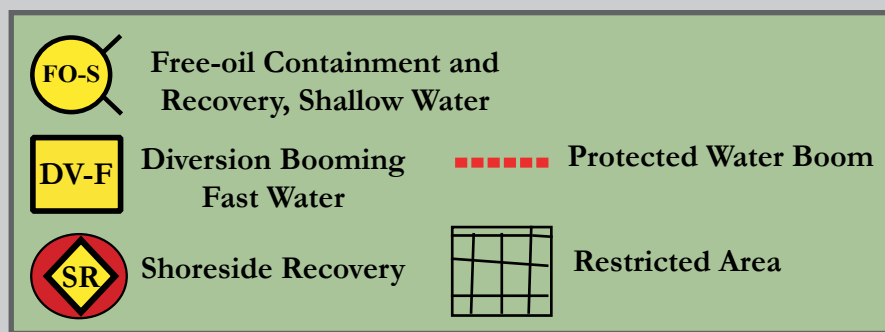 FO-S
Free-oil Containment and
Recovery, Shallow Water
DV-F
Diversion Booming
Fast Water
Protected Water Boom
SR
Shoreside Recovery
Restricted Area